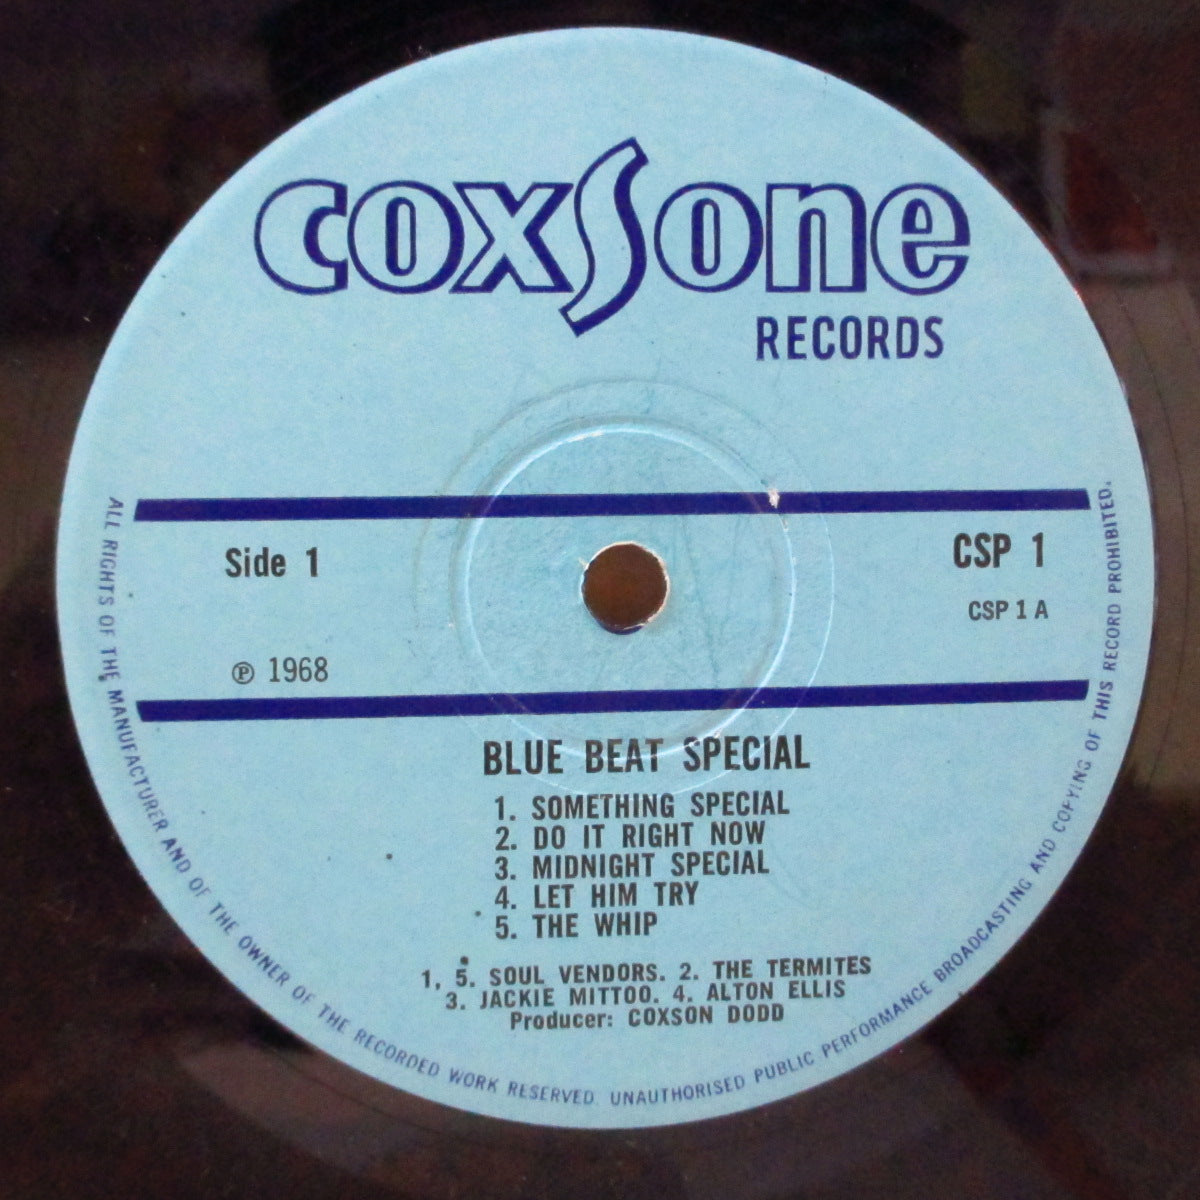 coxsone
RECORDS
Side 1
CSP 1
CSP 1 A
℗ 1968
BLUE BEAT SPECIAL
1. SOMETHING SPECIAL
2. DO IT RIGHT NOW
3. MIDNIGHT SPECIAL
4. LET HIM TRY
5. THE WHIP
1, 5. SOUL VENDORS. 2. THE TERMITES
3. JACKIE MITTOO. 4. ALTON ELLIS
Producer: COXSON DODD
ALL RIGHTS OF THE MANUFACTURER AND OF THE OWNER OF THE RECORDED WORK RESERVED. UNAUTHORISED PUBLIC PERFORMANCE BROADCASTING AND COPYING OF THIS RECORD PROHIBITED.